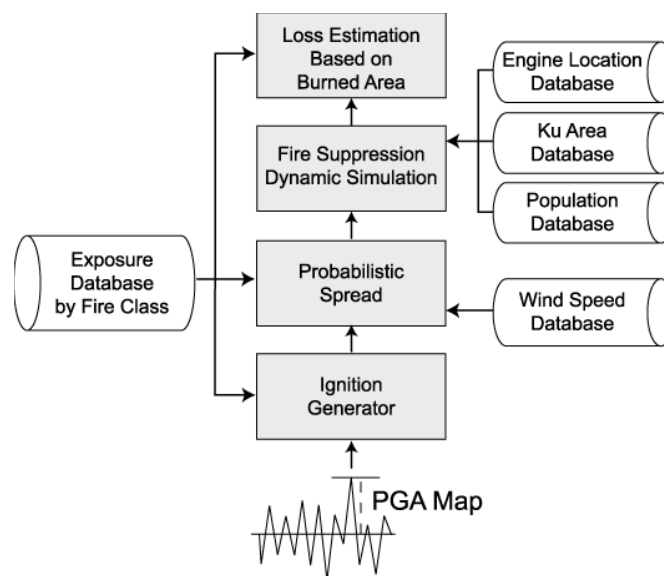 Loss Estimation
Based on
Burned Area
Engine Location
Database
Fire Suppression
Dynamic Simulation
Ku Area
Database
Population
Database
Exposure
Database
by Fire Class
Probabilistic
Spread
Wind Speed
Database
Ignition
Generator
PGA Map